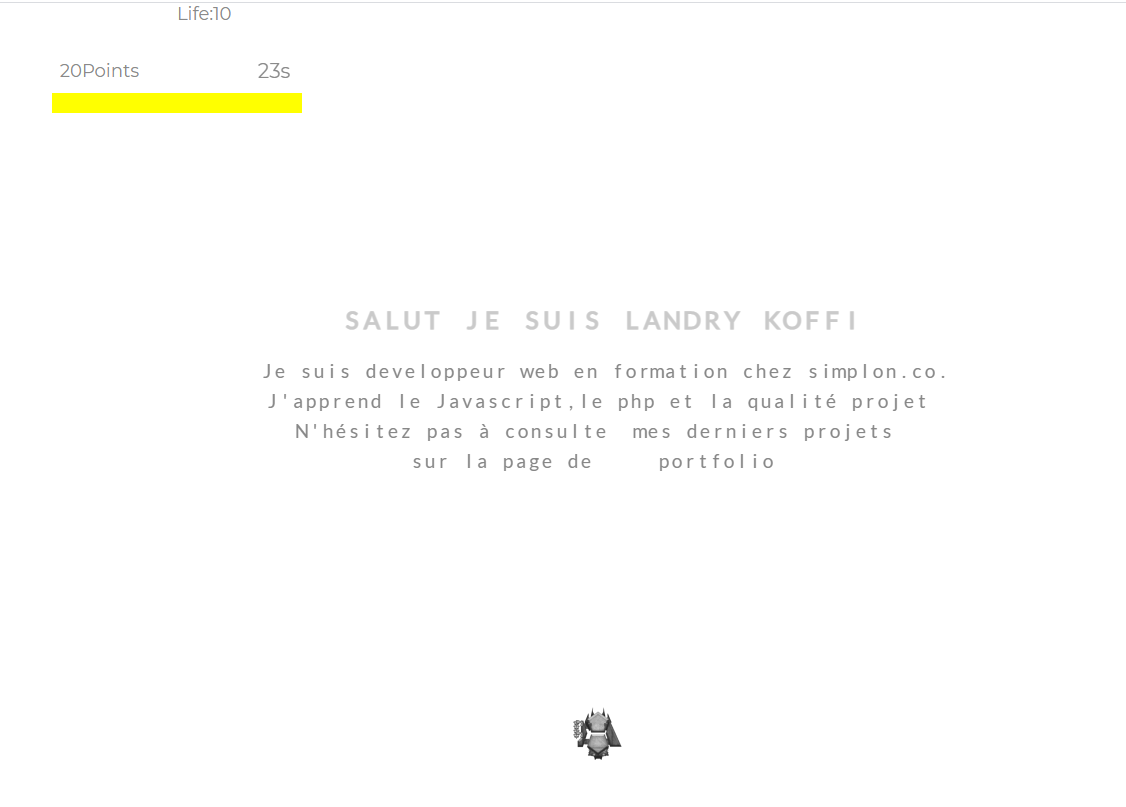 Life:10
20Points 23s
SALUT JE SUIS LANDRY KOFFI
Je suis developpeur web en formation chez simplon.co.
J'apprend le Javascript,le php et la qualité projet
N'hésitez pas à consulte mes derniers projets
sur la page de portfolio